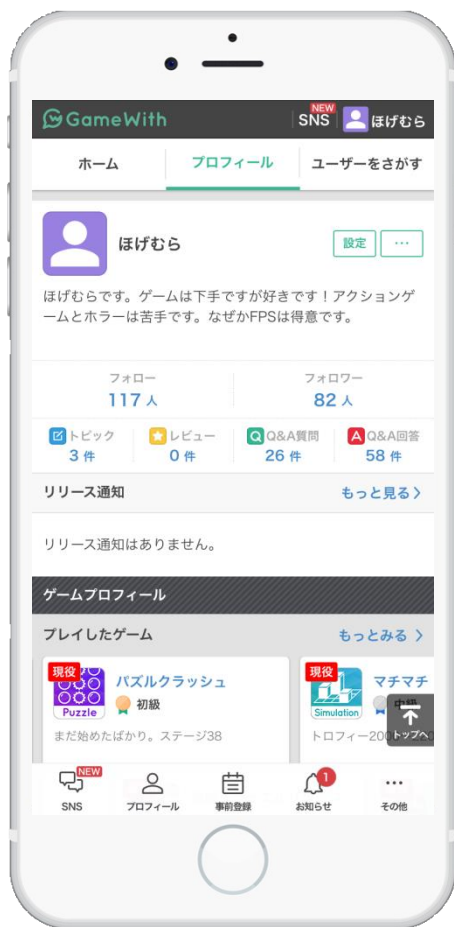 GameWith
NEW
SNS
ほげむら
ホーム
プロフィール
ユーザーをさがす
ほげむら
設定
…
ほげむらです。ゲームは下手ですが好きです！アクションゲ
ームとホラーは苦手です。なぜかFPSは得意です。
フォロー
117 人
フォロワー
82 人
トピック
3 件
レビュー
0 件
Q Q&A質問
26 件
A Q&A回答
58 件
リリース通知
もっと見る
リリース通知はありません。
ゲームプロフィール
プレイしたゲーム
もっとみる
現役
Puzzle
パズルクラッシュ
初級
まだ始めたばかり。ステージ38
現役
Simulation
マチマチ
トロフィー200
トップへ
NEW
SNS
プロフィール
事前登録
1
お知らせ
…
その他